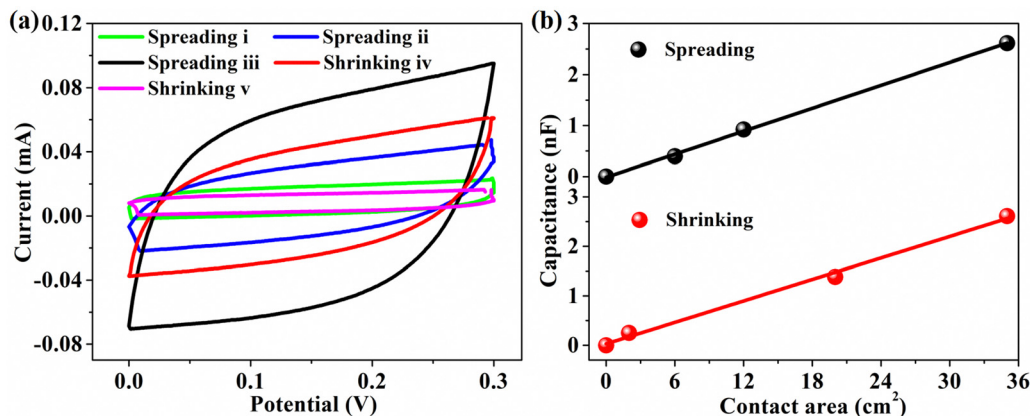 (a)
0.12
0.08
0.04
0.00
-0.04
-0.08
Current (mA)
Spreading i Spreading ii
Spreading iii Shrinking iv
Shrinking v
0.0 0.1 0.2 0.3
Potential (V)
(b)
3
2
1
0
3
2
1
0
Capacitance (nF)
Spreading
Shrinking
0 6 12 18 24 30 36
Contact area (cm²)